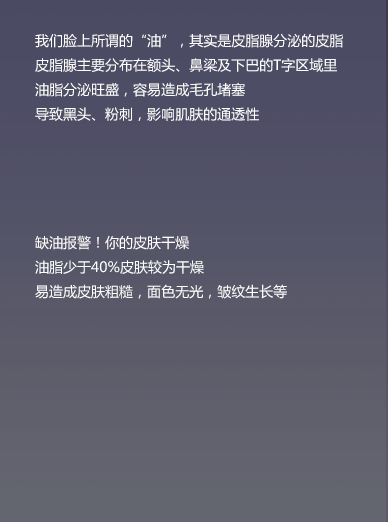 我们脸上所谓的“油”，其实是皮脂腺分泌的皮脂
皮脂腺主要分布在额头、鼻梁及下巴的T字区域里
油脂分泌旺盛，容易造成毛孔堵塞
导致黑头、粉刺，影响肌肤的通透性
缺油报警！你的皮肤干燥
油脂少于40%皮肤较为干燥
易造成皮肤粗糙，面色无光，皱纹生长等